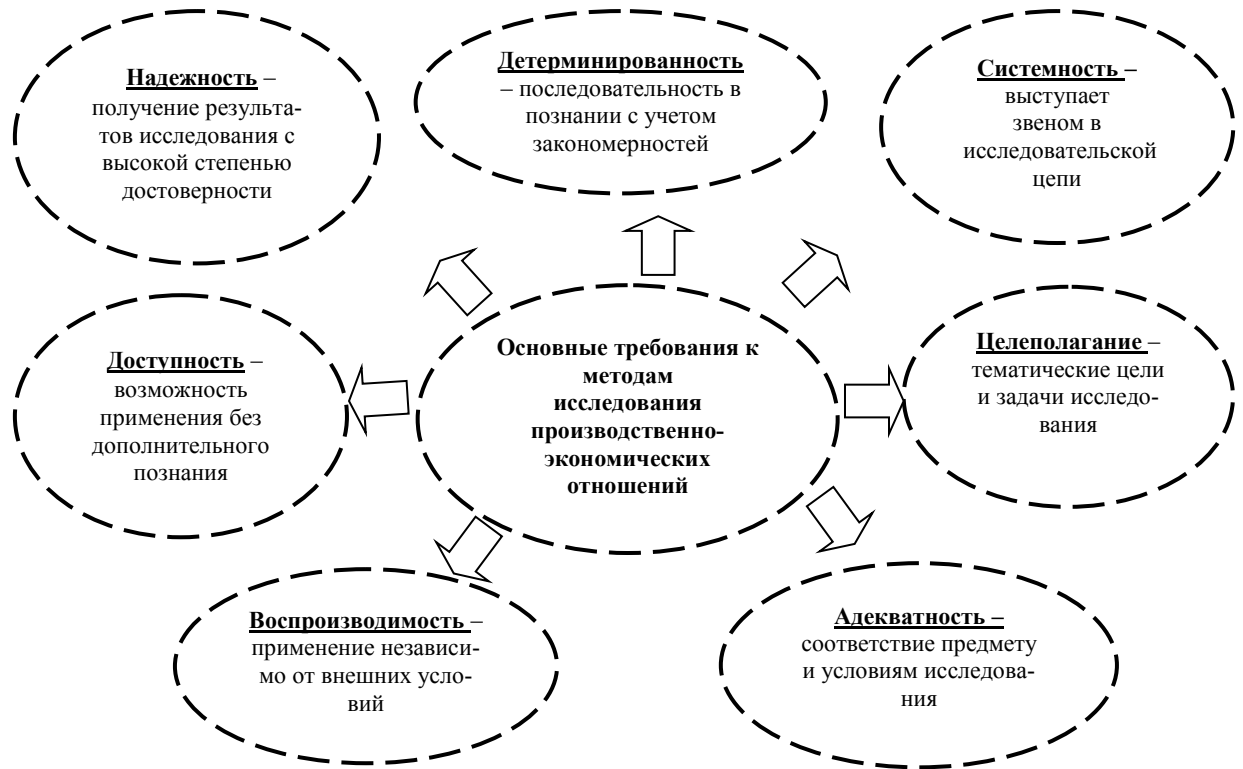 Надежность –
получение результа-
тов исследования с
высокой степенью
достоверности
Детерминированность
– последовательность в
познании с учетом
закономерностей
Системность –
выступает
звеном в
исследовательской
цепи
Доступность –
возможность
применения без
дополнительного
познания
Основные требования к
методам
исследования
производственно-
экономических
отношений
Целеполагание –
тематические цели
и задачи исследо-
вания
Воспроизводимость –
применение независи-
мо от внешних усло-
вий
Адекватность –
соответствие предмету
и условиям исследова-
ния